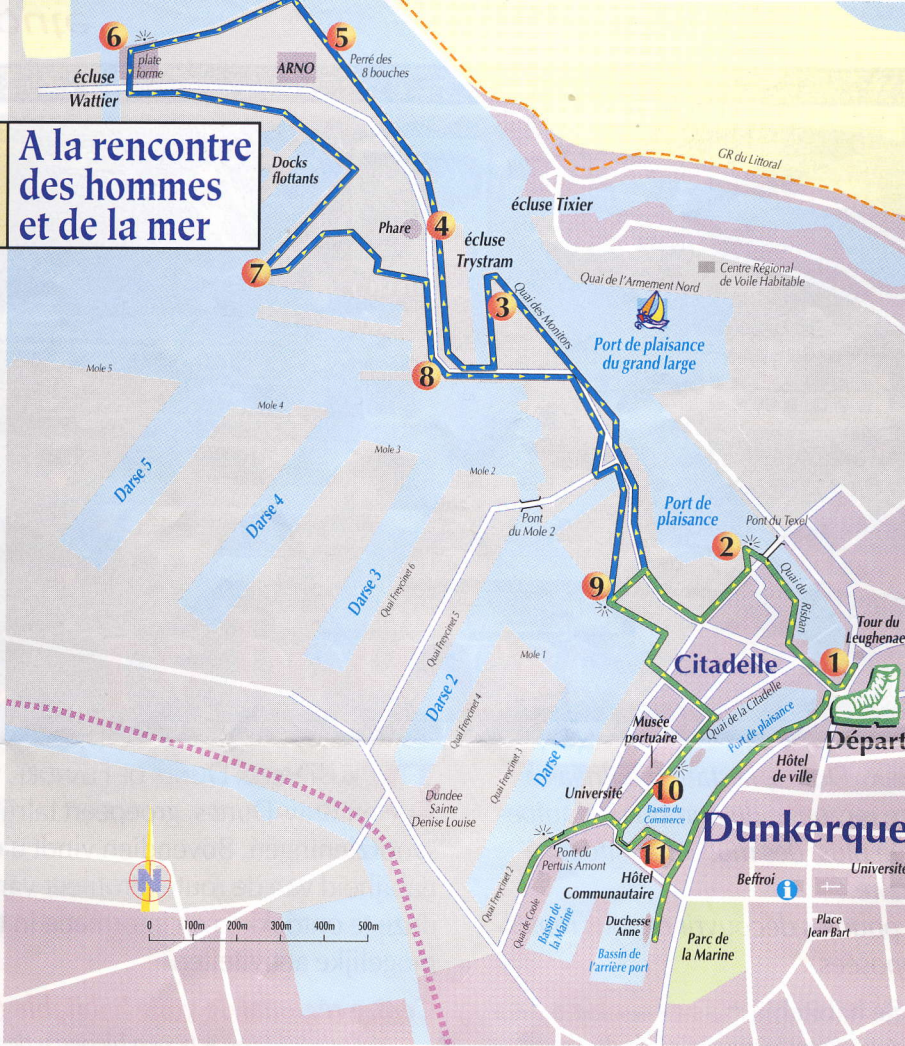 6
plate
forme
5
Perré des
8 bouches
ARNO
écluse
Wattier
A la rencontre
des hommes
et de la mer
Docks
flottants
GR du Littoral
écluse Tixier
Phare
4
écluse
Trystram
7
3
Quai des Monitors
Quai de l'Armement Nord
Centre Régional
de Voile Habitable
Port de plaisance
du grand large
8
Mole 5
Mole 4
Mole 3
Mole 2
Darse 5
Darse 4
Darse 3
Quai Freycinet 6
Pont
du Mole 2
Port de
plaisance
Pont du Texel
2
Quai du
Risban
9
Tour du
Leughenae
1
Départ
Quai Freycinet 5
Mole 1
Citadelle
Darse 2
Quai Freycinet 4
Quai de la Citadelle
Port de plaisance
Musée
portuaire
Quai Freycinet 3
Darse 1
Hôtel
de ville
Dundee
Sainte
Denise Louise
Université
10
Bassin du
Commerce
Dunkerque
11
Pont du
Pertuis Amont
Hôtel
Communautaire
Beffroi
i
Université
Quai Freycinet 2
Quai de Coole
Bassin de
la Marine
Duchesse
Anne
Place
Jean Bart
Bassin de
l'arrière port
Parc de
la Marine
N
0 100m 200m 300m 400m 500m